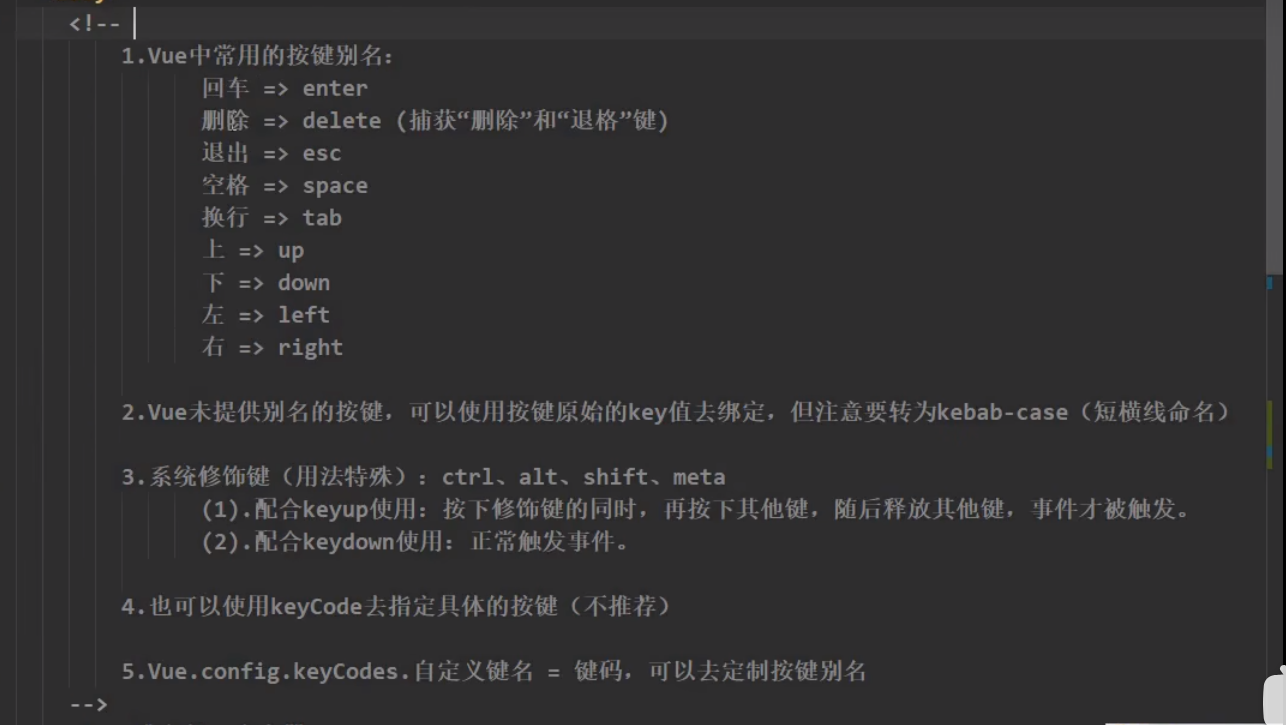 <!--
1.Vue中常用的按键别名：
回车 => enter
删除 => delete (捕获“删除”和“退格”键)
退出 => esc
空格 => space
换行 => tab
上 => up
下 => down
左 => left
右 => right
2.Vue未提供别名的按键，可以使用按键原始的key值去绑定，但注意要转为kebab-case（短横线命名）
3.系统修饰键（用法特殊）：ctrl、alt、shift、meta
(1).配合keyup使用：按下修饰键的同时，再按下其他键，随后释放其他键，事件才被触发。
(2).配合keydown使用：正常触发事件。
4.也可以使用keyCode去指定具体的按键（不推荐）
5.Vue.config.keyCodes.自定义键名 = 键码，可以去定制按键别名
-->